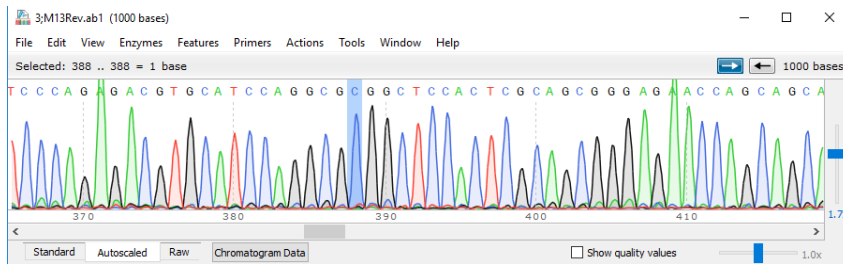 3;M13Rev.ab1 (1000 bases)
File Edit View Enzymes Features Primers Actions Tools Window Help
Selected: 388 .. 388 = 1 base 1000 bases
T C C C A G A G A C G T G C A T C C A G G C G C G G C T C C A C T C G C A G C G G G A G A A C C A G C A G C A
370 380 390 400 410 1.7
Standard Autoscaled Raw Chromatogram Data Show quality values 1.0x